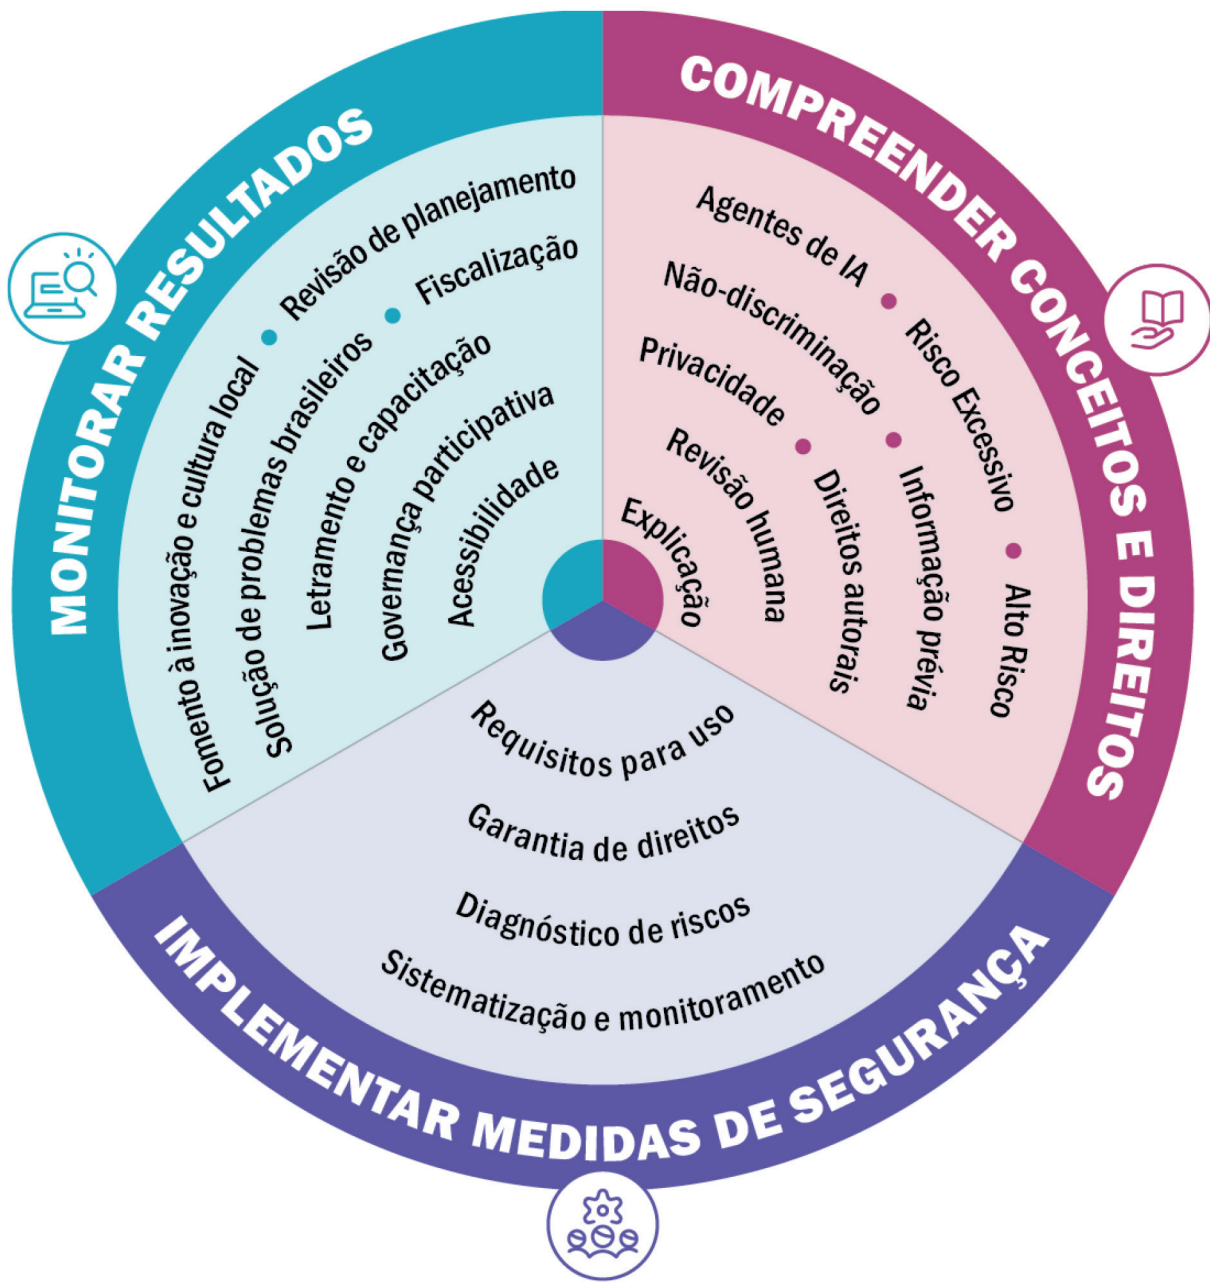 MONITORAR RESULTADOS
Fomento à inovação e cultura local • Revisão de planejamento
Solução de problemas brasileiros • Fiscalização
Letramento e capacitação
Governança participativa
Acessibilidade
COMPREENDER CONCEITOS E DIREITOS
Agentes de IA • Risco Excessivo • Alto Risco
Não-discriminação • Informação prévia
Privacidade • Direitos autorais
Revisão humana
Explicação
Requisitos para uso
Garantia de direitos
Diagnóstico de riscos
Sistematização e monitoramento
IMPLEMENTAR MEDIDAS DE SEGURANÇA